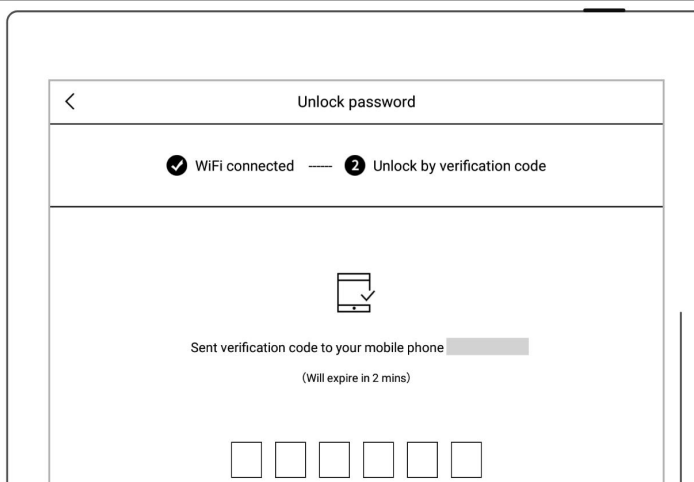 Unlock password
WiFi connected ------ 2 Unlock by verification code
Sent verification code to your mobile phone
(Will expire in 2 mins)